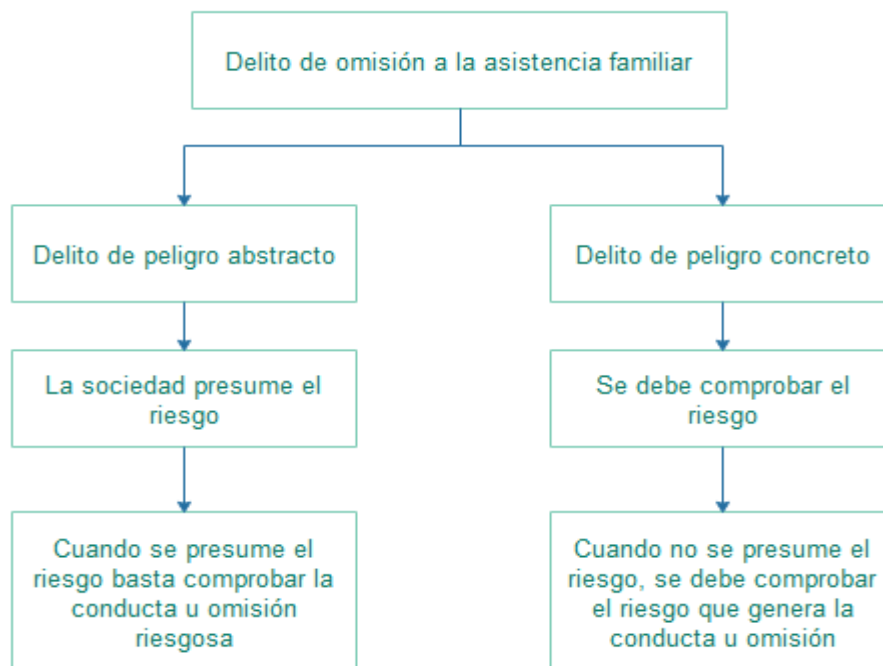 Delito de omisión a la asistencia familiar
Delito de peligro abstracto
Delito de peligro concreto
La sociedad presume el
riesgo
Se debe comprobar el
riesgo
Cuando se presume el
riesgo basta comprobar la
conducta u omisión
riesgosa
Cuando no se presume el
riesgo, se debe comprobar
el riesgo que genera la
conducta u omisión